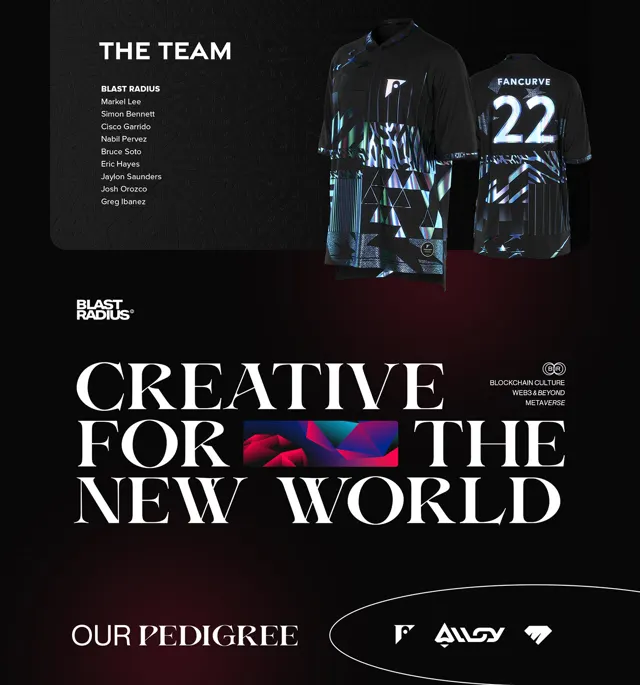 THE TEAM
BLAST RADIUS
Markel Lee
Simon Bennett
Cisco Garrido
Nabil Pervez
Bruce Soto
Eric Hayes
Jaylon Saunders
Josh Orozco
Greg Ibanez
FANCURVE
22
BLAST
RADIUS®
CREATIVE
FOR THE
NEW WORLD
BR
BLOCKCHAIN CULTURE
WEB3 & BEYOND
METAVERSE
OUR PEDIGREE
Alloy